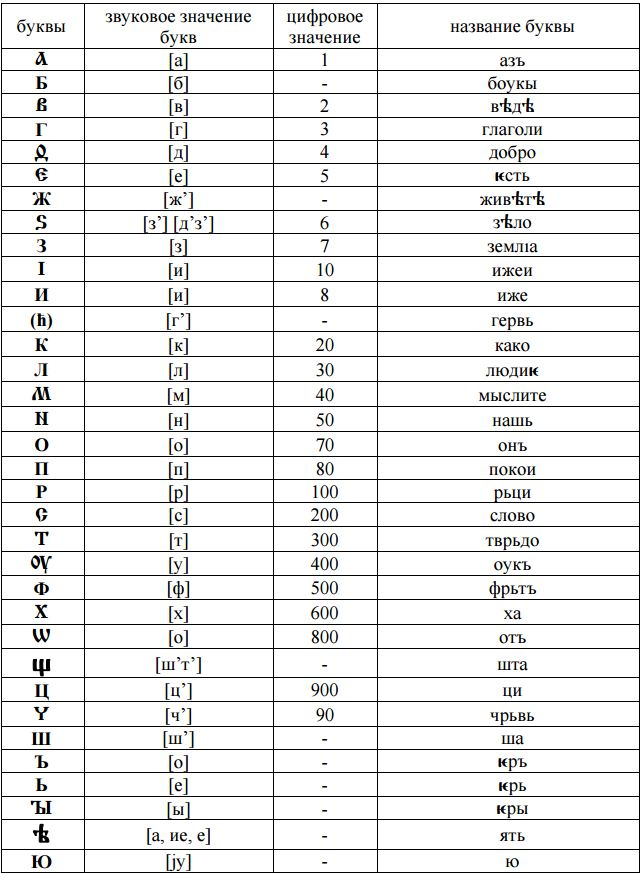 буквы звуковое значение букв цифровое значение название буквы
Ѧ [а] 1 азъ
Б [б] - боукы
В [в] 2 вѣдѣ
Г [г] 3 глаголи
Д [д] 4 добро
Є [е] 5 ѥсть
Ж [ж’] - живѣтѣ
Ѕ [з’] [д’з’] 6 зѣло
З [з] 7 землıа
І [и] 10 ижеи
И [и] 8 иже
(ћ) [г’] - гервь
К [к] 20 како
Л [л] 30 людиѥ
М [м] 40 мыслите
N [н] 50 нашь
О [о] 70 онъ
П [п] 80 покои
Р [р] 100 рьци
С [с] 200 слово
Т [т] 300 тврьдо
ОѴ [у] 400 оукъ
Ф [ф] 500 фрьтъ
Х [х] 600 ха
Ѡ [о] 800 отъ
Щ [ш’т’] - шта
Ц [ц’] 900 ци
Ч [ч’] 90 чрьвь
Ш [ш’] - ша
Ъ [о] - ѥръ
Ь [е] - ѥрь
Ꙑ [ы] - ѥры
Ѣ [а, ие, е] - ять
Ю [jу] - ю